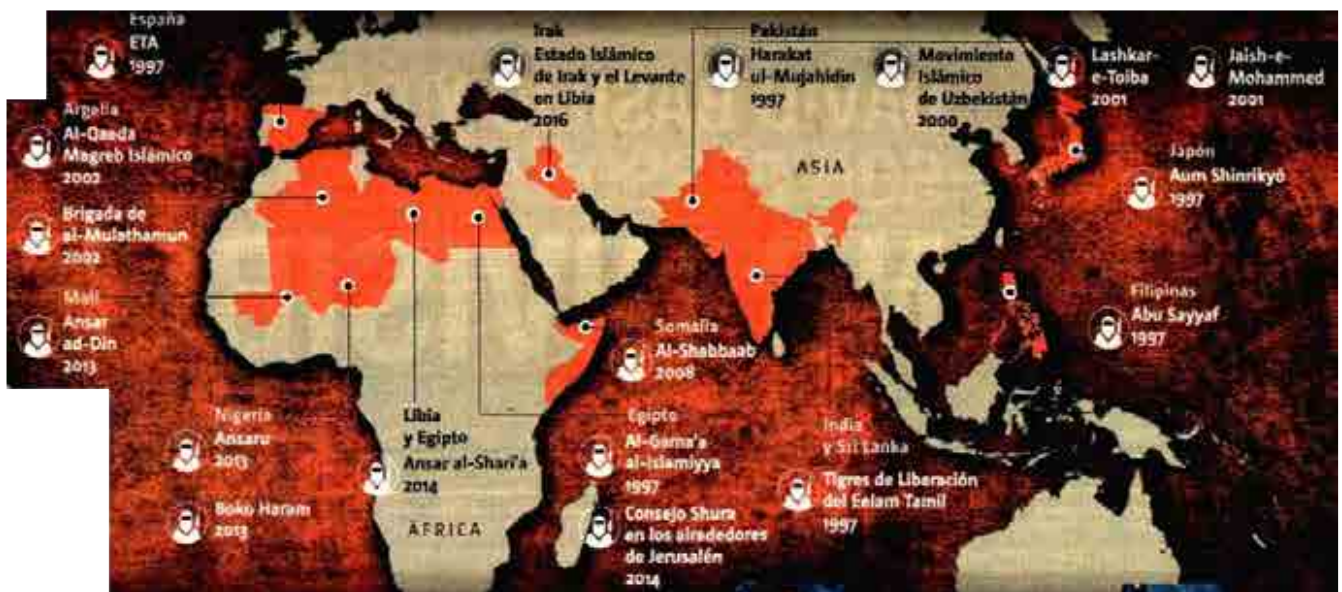 España
ETA
1997
Irak
Estado Islámico
de Irak y el Levante
en Libia
2016
Pakistán
Harakat
ul-Mujahidin
1997
Movimiento
Islámico
de Uzbekistán
2000
Lashkar-
e-Toiba
2001
Jaish-e-
Mohammed
2001
Argelia
Al-Qaeda
Magreb Islámico
2002
Brigada de
al-Mulathamun
2002
Mali
Ansar
ad-Din
2013
ASIA
Japón
Aum Shinrikyō
1997
Filipinas
Abu Sayyaf
1997
Somalia
Al-Shabbaab
2008
Nigeria
Ansaru
2013
Boko Haram
2013
Libia
y Egipto
Ansar al-Shari'a
2014
ÁFRICA
Egipto
Al-Gama'a
al-Islamiyya
1997
Consejo Shura
en los alrededores
de Jerusalén
2014
India
y Sri Lanka
Tigres de Liberación
del Eelam Tamil
1997